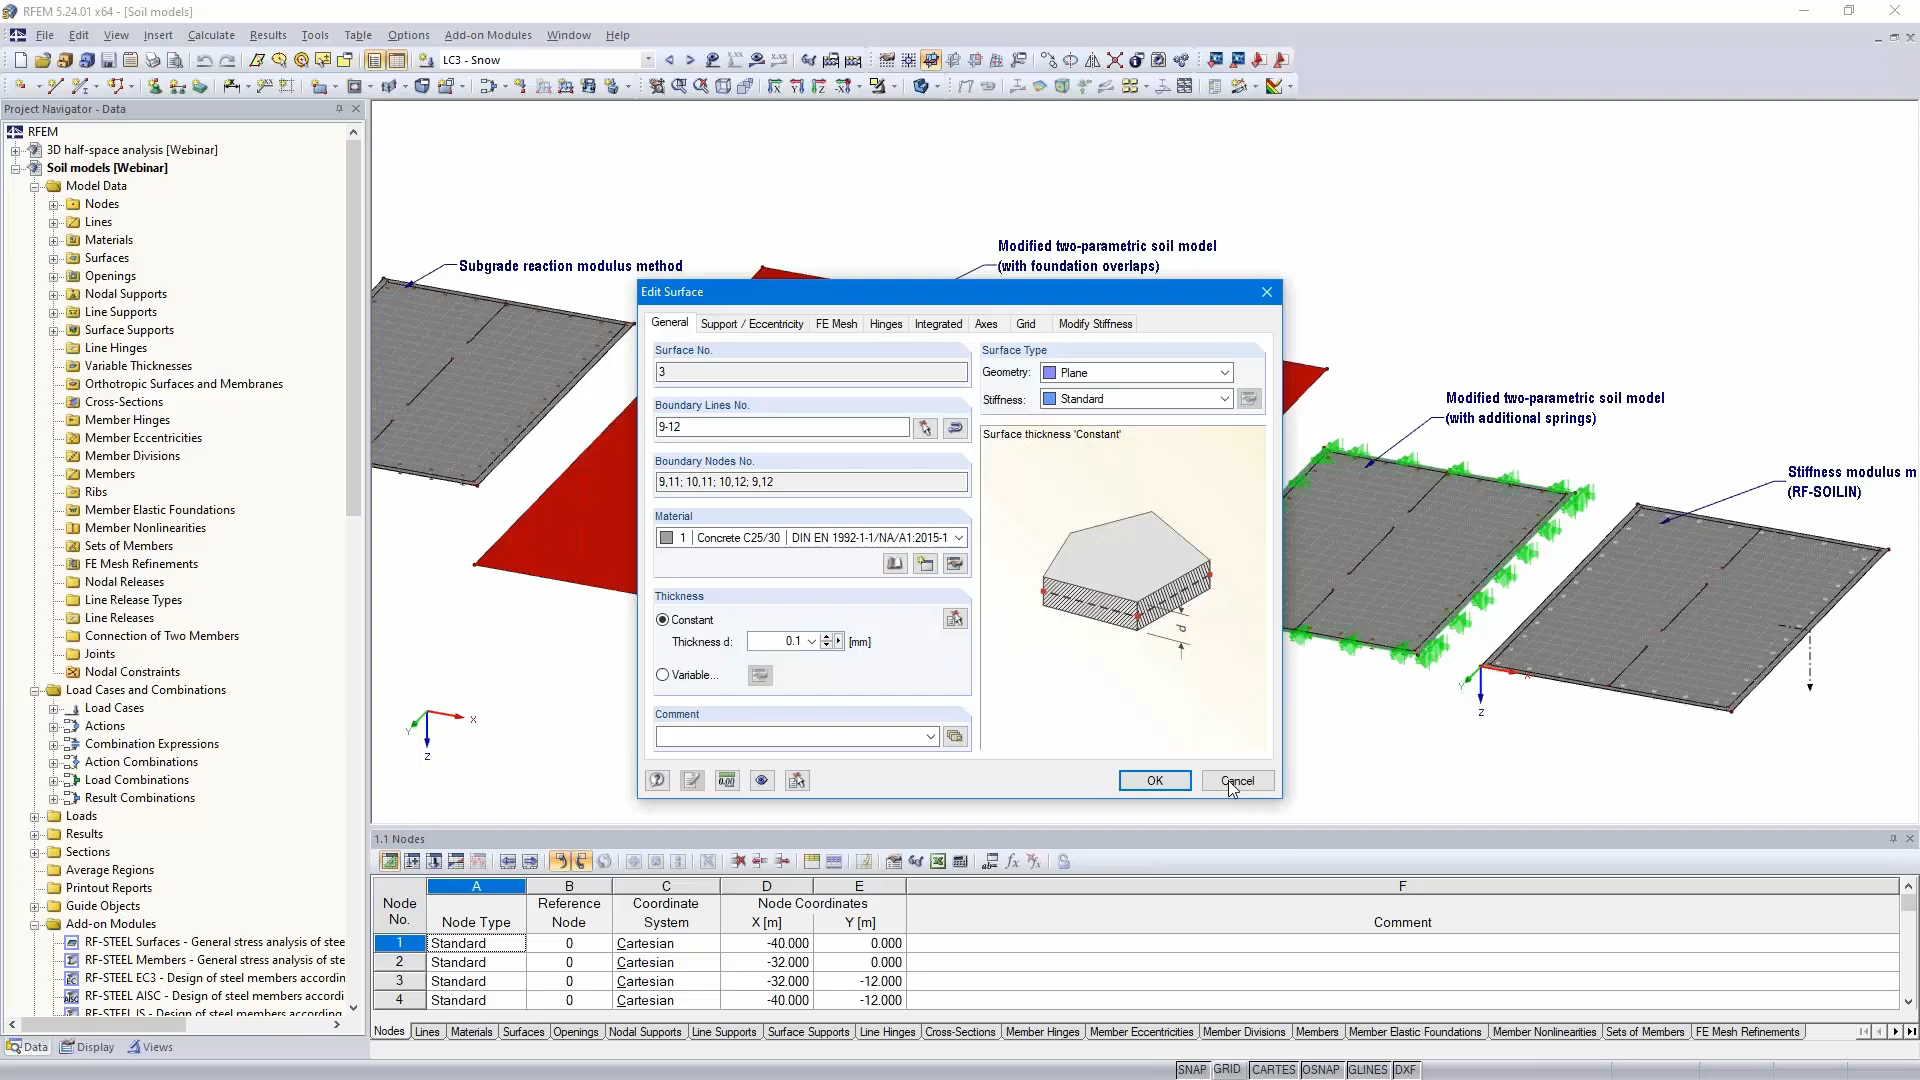 RFEM 5.24.01 x64 - [Soil models]
File Edit View Insert Calculate Results Tools Table Options Add-on Modules Window Help
LC3 - Snow
Project Navigator - Data
RFEM
3D half-space analysis [Webinar]
Soil models [Webinar]
Model Data
Nodes
Lines
Materials
Surfaces
Openings
Nodal Supports
Line Supports
Surface Supports
Line Hinges
Variable Thicknesses
Orthotropic Surfaces and Membranes
Cross-Sections
Member Hinges
Member Eccentricities
Member Divisions
Members
Ribs
Member Elastic Foundations
Member Nonlinearities
Sets of Members
FE Mesh Refinements
Nodal Releases
Line Release Types
Line Releases
Connection of Two Members
Joints
Nodal Constraints
Load Cases and Combinations
Load Cases
Actions
Combination Expressions
Action Combinations
Load Combinations
Result Combinations
Loads
Results
Sections
Average Regions
Printout Reports
Guide Objects
Add-on Modules
RF-STEEL Surfaces - General stress analysis of stee
RF-STEEL Members - General stress analysis of ste
RF-STEEL EC3 - Design of steel members accordin
RF-STEEL AISC - Design of steel members accordi
RF-STEEL IS - Design of steel members according
Data Display Views
Subgrade reaction modulus method
Modified two-parametric soil model
(with foundation overlaps)
Modified two-parametric soil model
(with additional springs)
Stiffness modulus m
(RF-SOILIN)
X
Y
Z
X
Y
Z
Edit Surface
General Support / Eccentricity FE Mesh Hinges Integrated Axes Grid Modify Stiffness
Surface No.
3
Boundary Lines No.
9-12
Boundary Nodes No.
9,11; 10,11; 10,12; 9,12
Material
1 Concrete C25/30 DIN EN 1992-1-1/NA/A1:2015-1
Thickness
Constant
Thickness d: 0.1 [mm]
Variable...
Comment
Surface Type
Geometry: Plane
Stiffness: Standard
Surface thickness 'Constant'
d
0.00
OK Cancel
1.1 Nodes
A B C D E F
Node No. Node Type Reference Node Coordinate System Node Coordinates X [m] Y [m] Comment
1 Standard 0 Cartesian -40.000 0.000
2 Standard 0 Cartesian -32.000 0.000
3 Standard 0 Cartesian -32.000 -12.000
4 Standard 0 Cartesian -40.000 -12.000
Nodes Lines Materials Surfaces Openings Nodal Supports Line Supports Surface Supports Line Hinges Cross-Sections Member Hinges Member Eccentricities Member Divisions Members Member Elastic Foundations Member Nonlinearities Sets of Members FE Mesh Refinements
SNAP GRID CARTES OSNAP GLINES DXF